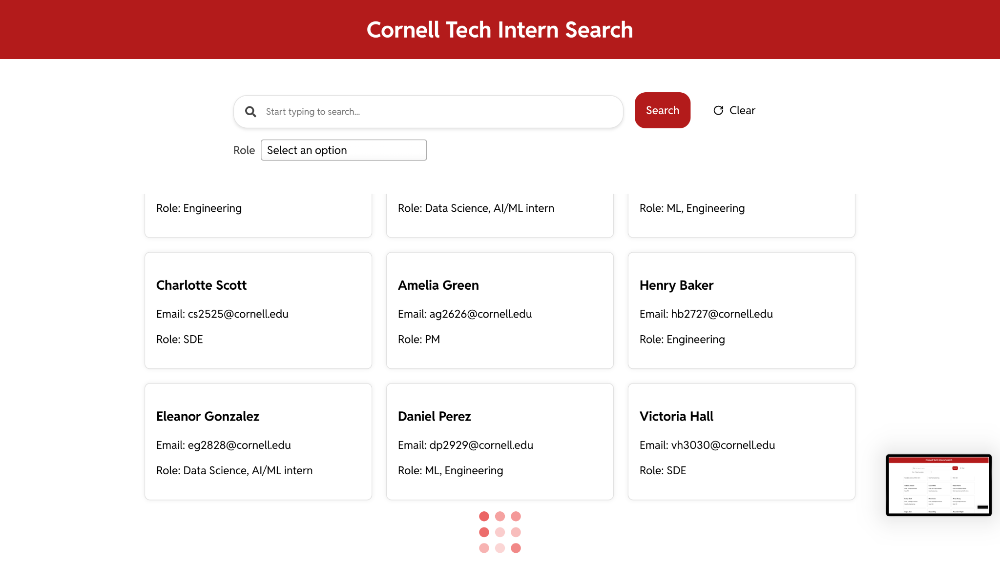 Cornell Tech Intern Search
Start typing to search...
Search
Clear
Role
Select an option
Role: Engineering
Role: Data Science, AI/ML intern
Role: ML, Engineering
Charlotte Scott
Email: cs2525@cornell.edu
Role: SDE
Amelia Green
Email: ag2626@cornell.edu
Role: PM
Henry Baker
Email: hb2727@cornell.edu
Role: Engineering
Eleanor Gonzalez
Email: eg2828@cornell.edu
Role: Data Science, AI/ML intern
Daniel Perez
Email: dp2929@cornell.edu
Role: ML, Engineering
Victoria Hall
Email: vh3030@cornell.edu
Role: SDE
Cornell Tech Intern Search